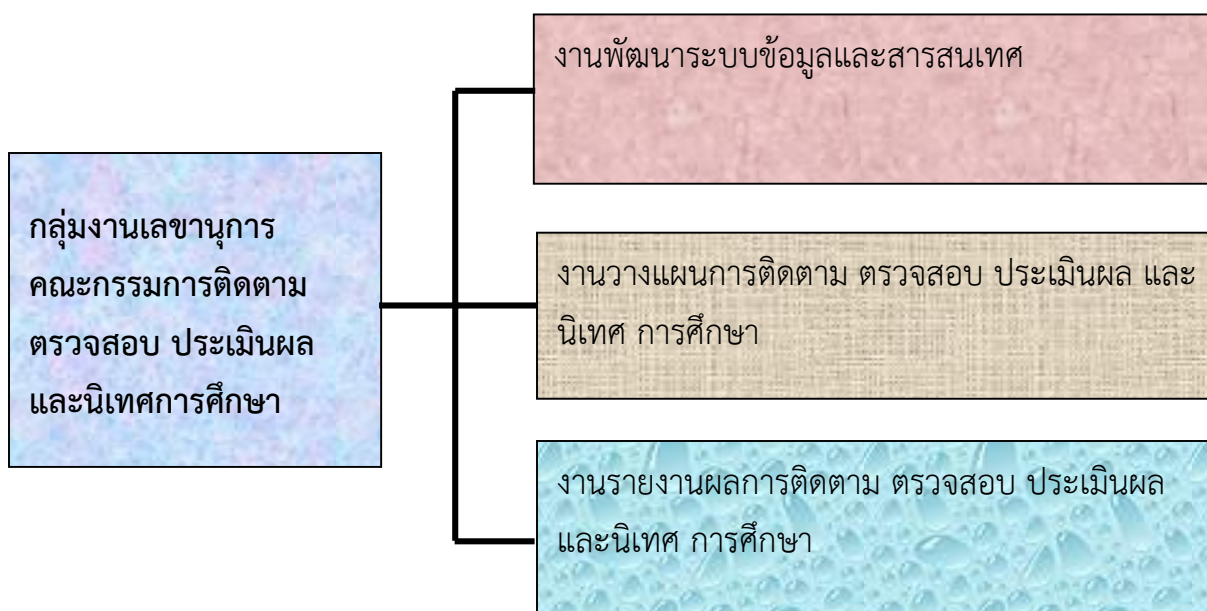 งานพัฒนาระบบข้อมูลและสารสนเทศ
กลุ่มงานเลขานุการ
คณะกรรมการติดตาม
ตรวจสอบ ประเมินผล
และนิเทศการศึกษา
งานวางแผนการติดตาม ตรวจสอบ ประเมินผล และ
นิเทศ การศึกษา
งานรายงานผลการติดตาม ตรวจสอบ ประเมินผล
และนิเทศ การศึกษา